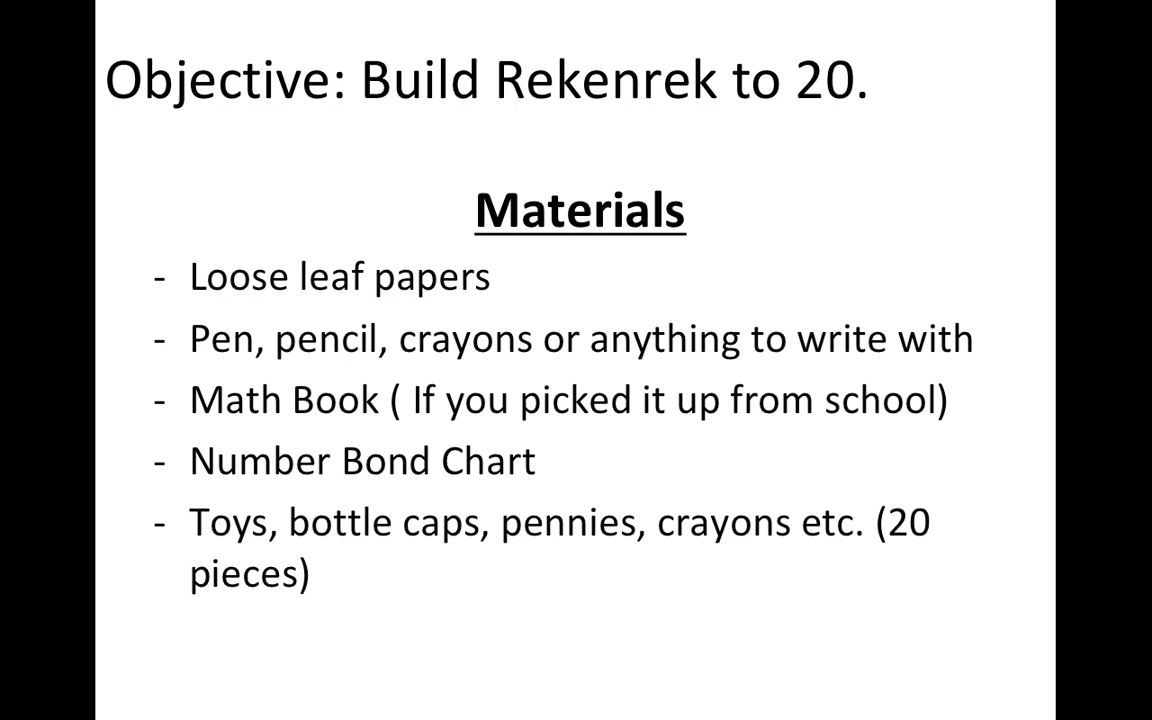 Objective: Build Rekenrek to 20.
Materials
- Loose leaf papers
- Pen, pencil, crayons or anything to write with
- Math Book ( If you picked it up from school)
- Number Bond Chart
- Toys, bottle caps, pennies, crayons etc. (20
pieces)